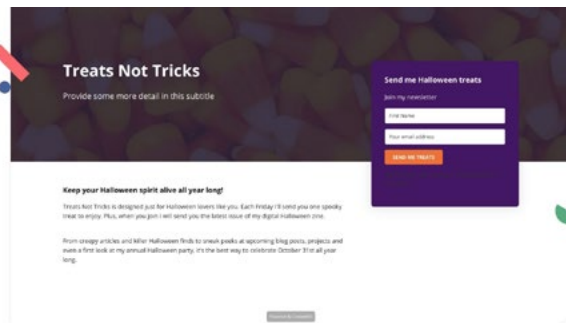 Treats Not Tricks
Provide some more detail in this subtitle
Send me Halloween treats
Join my newsletter
First Name
Your email address
SEND ME TREATS
Keep your Halloween spirit alive all year long!
Treats Not Tricks is designed just for Halloween lovers like you. Each Friday I'll send you one spooky
treat to enjoy. Plus, when you join I will send you the latest issue of my digital Halloween zine.
From creepy articles and killer Halloween finds to sneak peeks at upcoming blog posts, projects and
even a first look at my annual Halloween party, it's the best way to celebrate October 31st all year
long.